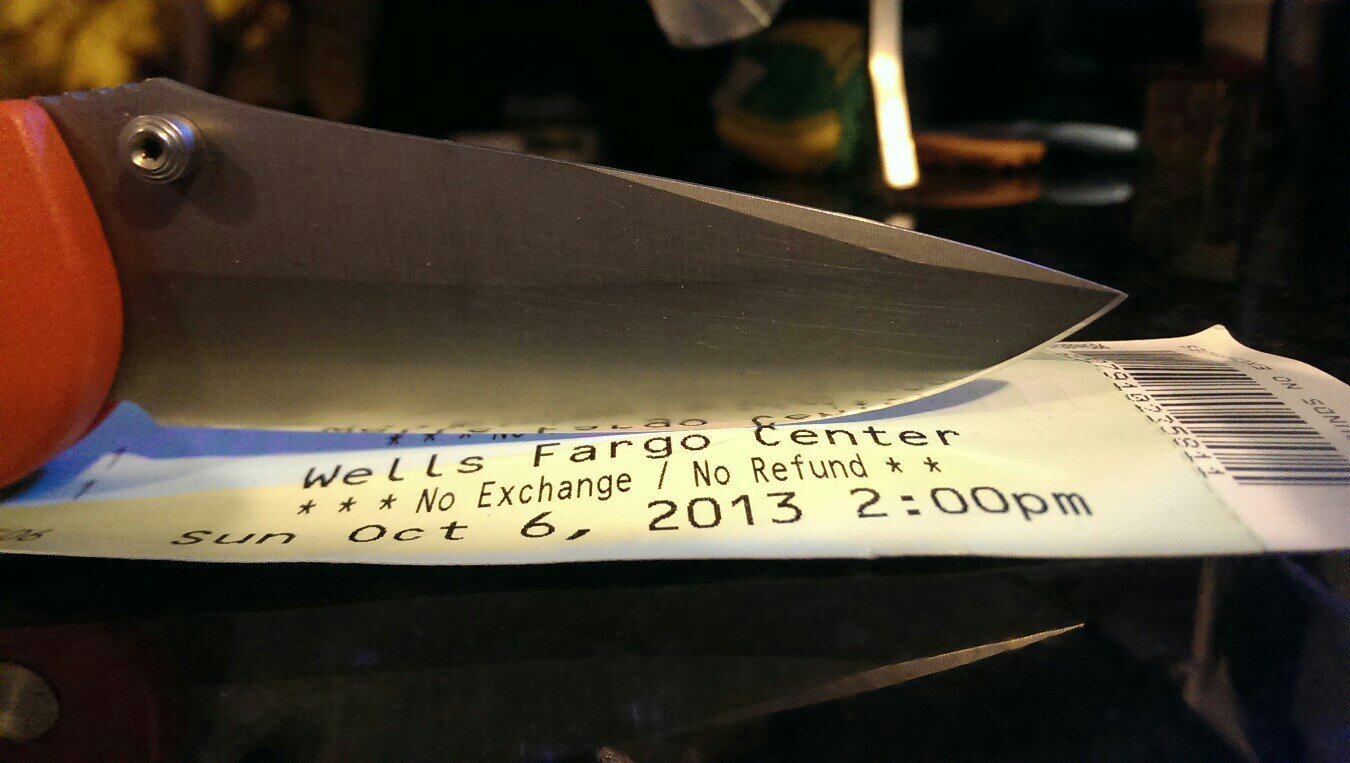 Wells Fargo Center
* * * No Exchange / No Refund * *
Sun Oct 6, 2013 2:00pm